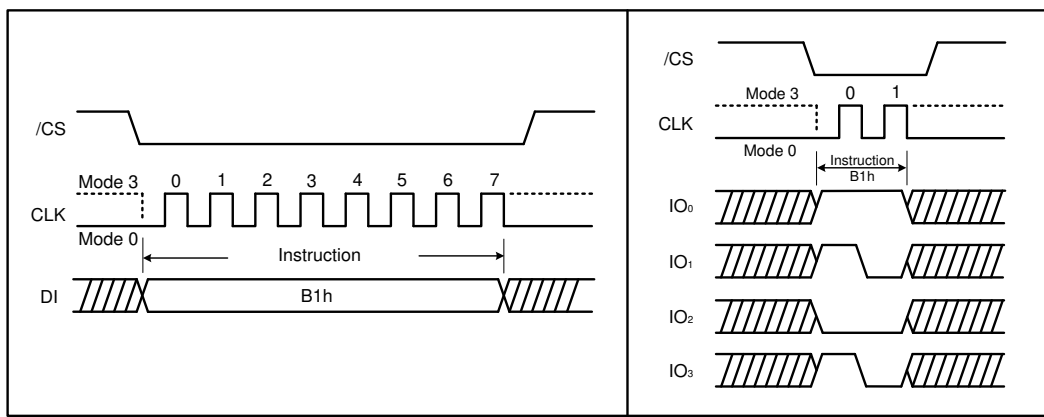 /CS
Mode 3 0 1 2 3 4 5 6 7
CLK
Mode 0
Instruction
DI B1h
/CS
Mode 3 0 1
CLK
Mode 0 Instruction
B1h
IO₀
IO₁
IO₂
IO₃